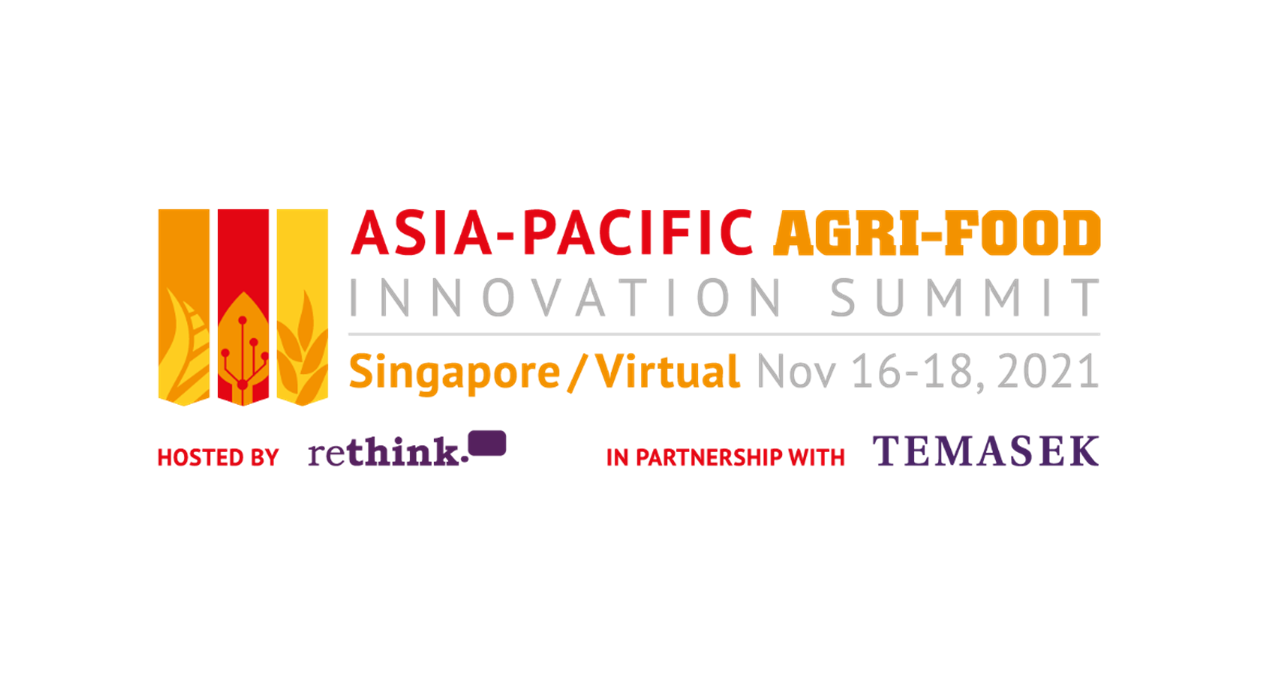 ASIA-PACIFIC AGRI-FOOD
INNOVATION SUMMIT
Singapore/Virtual Nov 16-18, 2021
HOSTED BY rethink. IN PARTNERSHIP WITH TEMASEK